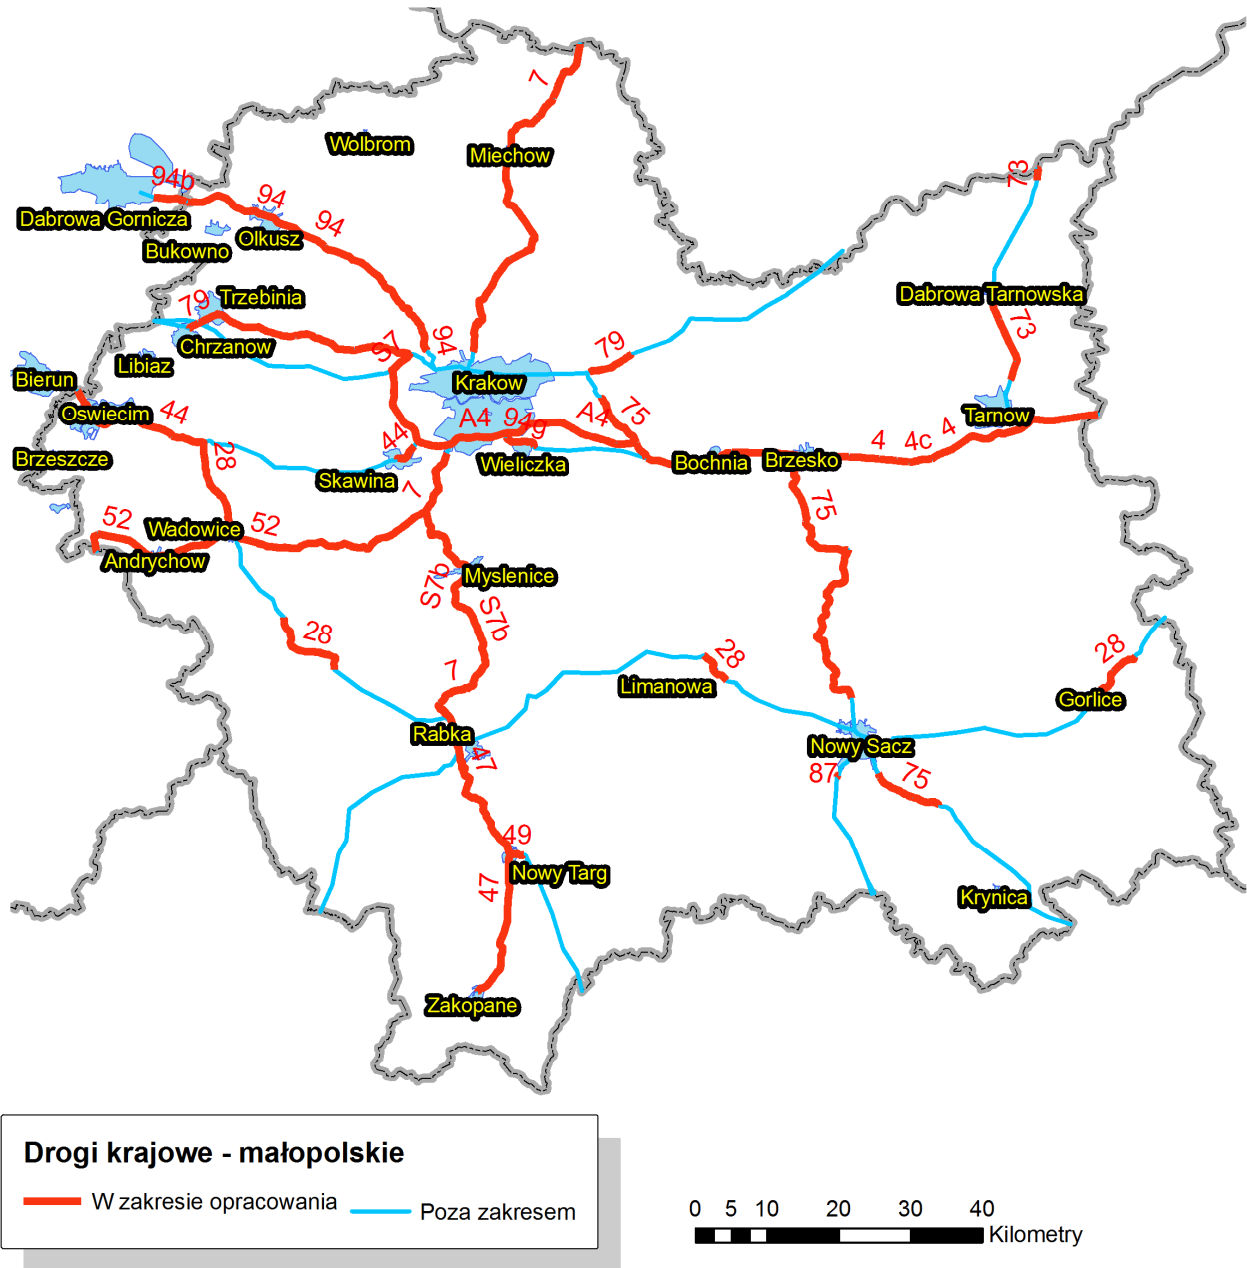 7
Wolbrom
Miechow
73
94b
94
94
Dabrowa Gornicza
Olkusz
Bukowno
79
Trzebinia
Dabrowa Tarnowska
73
S7
94
79
Chrzanow
Libiaz
Bierun
Krakow
Oswiecim
44
A4
94g
A4
75
Tarnow
4
4c
4
28
44
Brzeszcze
Skawina
Wieliczka
Bochnia
Brzesko
7
75
52
Wadowice
52
Andrychow
S7b
Myslenice
S7b
28
7
28
28
Limanowa
Gorlice
Rabka
47
Nowy Sacz
87
75
49
Nowy Targ
47
Krynica
Zakopane
Drogi krajowe - małopolskie
W zakresie opracowania
Poza zakresem
0 5 10 20 30 40
Kilometry